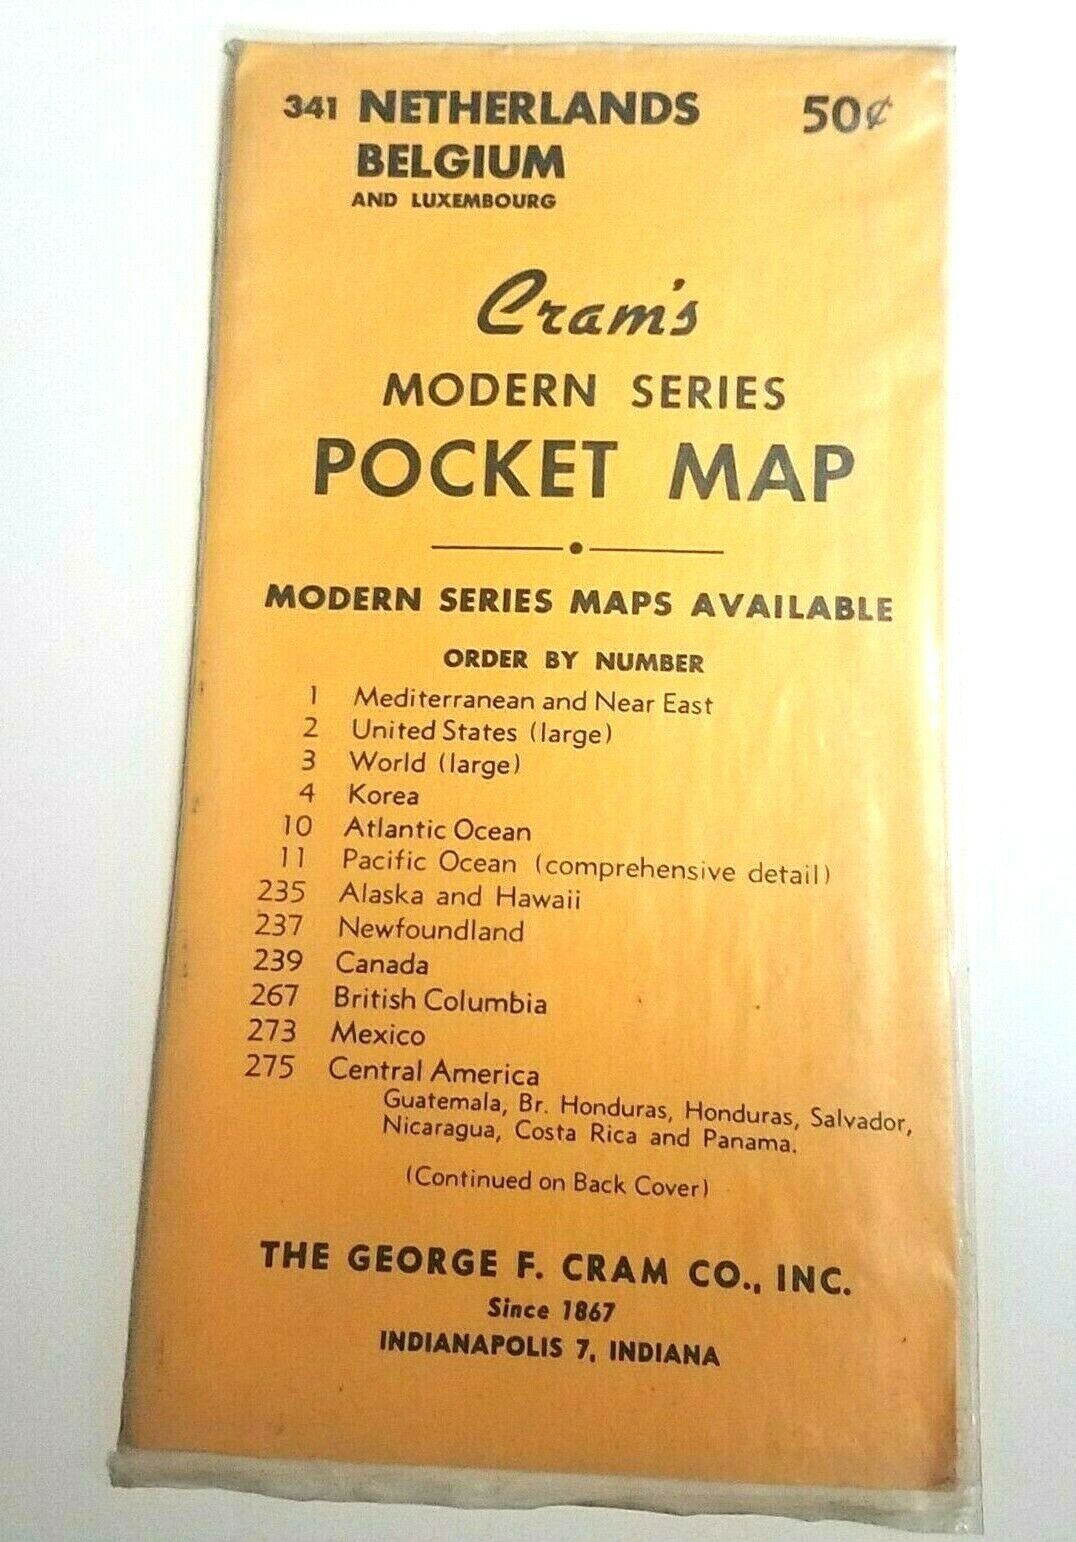 341 NETHERLANDS 50¢
BELGIUM
AND LUXEMBOURG
Cram's
MODERN SERIES
POCKET MAP
MODERN SERIES MAPS AVAILABLE
ORDER BY NUMBER
1 Mediterranean and Near East
2 United States (large)
3 World (large)
4 Korea
10 Atlantic Ocean
11 Pacific Ocean (comprehensive detail)
235 Alaska and Hawaii
237 Newfoundland
239 Canada
267 British Columbia
273 Mexico
275 Central America
Guatemala, Br. Honduras, Honduras, Salvador,
Nicaragua, Costa Rica and Panama.
(Continued on Back Cover)
THE GEORGE F. CRAM CO., INC.
Since 1867
INDIANAPOLIS 7, INDIANA